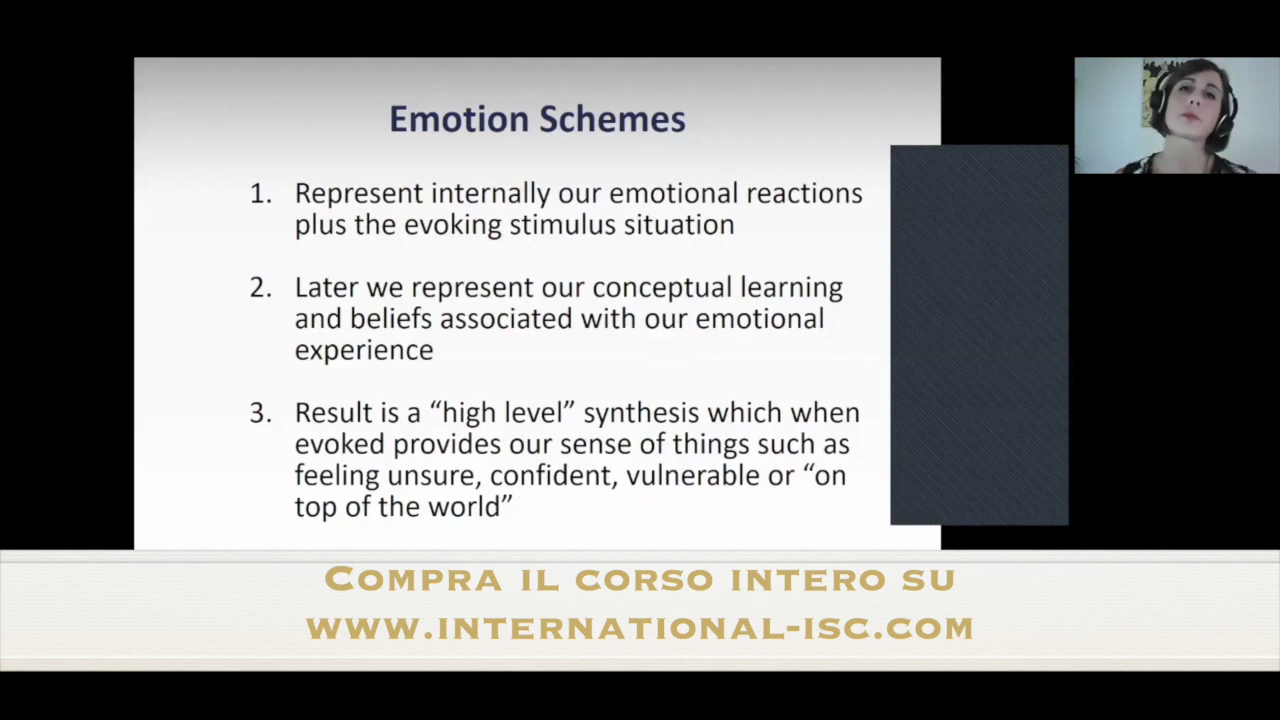 Emotion Schemes
1. Represent internally our emotional reactions
plus the evoking stimulus situation
2. Later we represent our conceptual learning
and beliefs associated with our emotional
experience
3. Result is a “high level” synthesis which when
evoked provides our sense of things such as
feeling unsure, confident, vulnerable or “on
top of the world”
Compra il corso intero su
www.international-isc.com